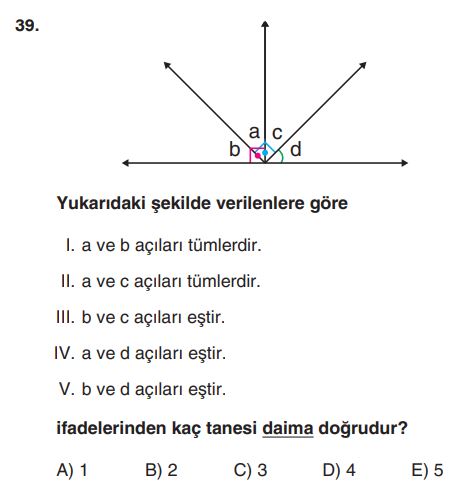 39.
a c
b d
Yukarıdaki şekilde verilenlere göre
I. a ve b açıları tümlerdir.
II. a ve c açıları tümlerdir.
III. b ve c açıları eştir.
IV. a ve d açıları eştir.
V. b ve d açıları eştir.
ifadelerinden kaç tanesi daima doğrudur?
A) 1 B) 2 C) 3 D) 4 E) 5